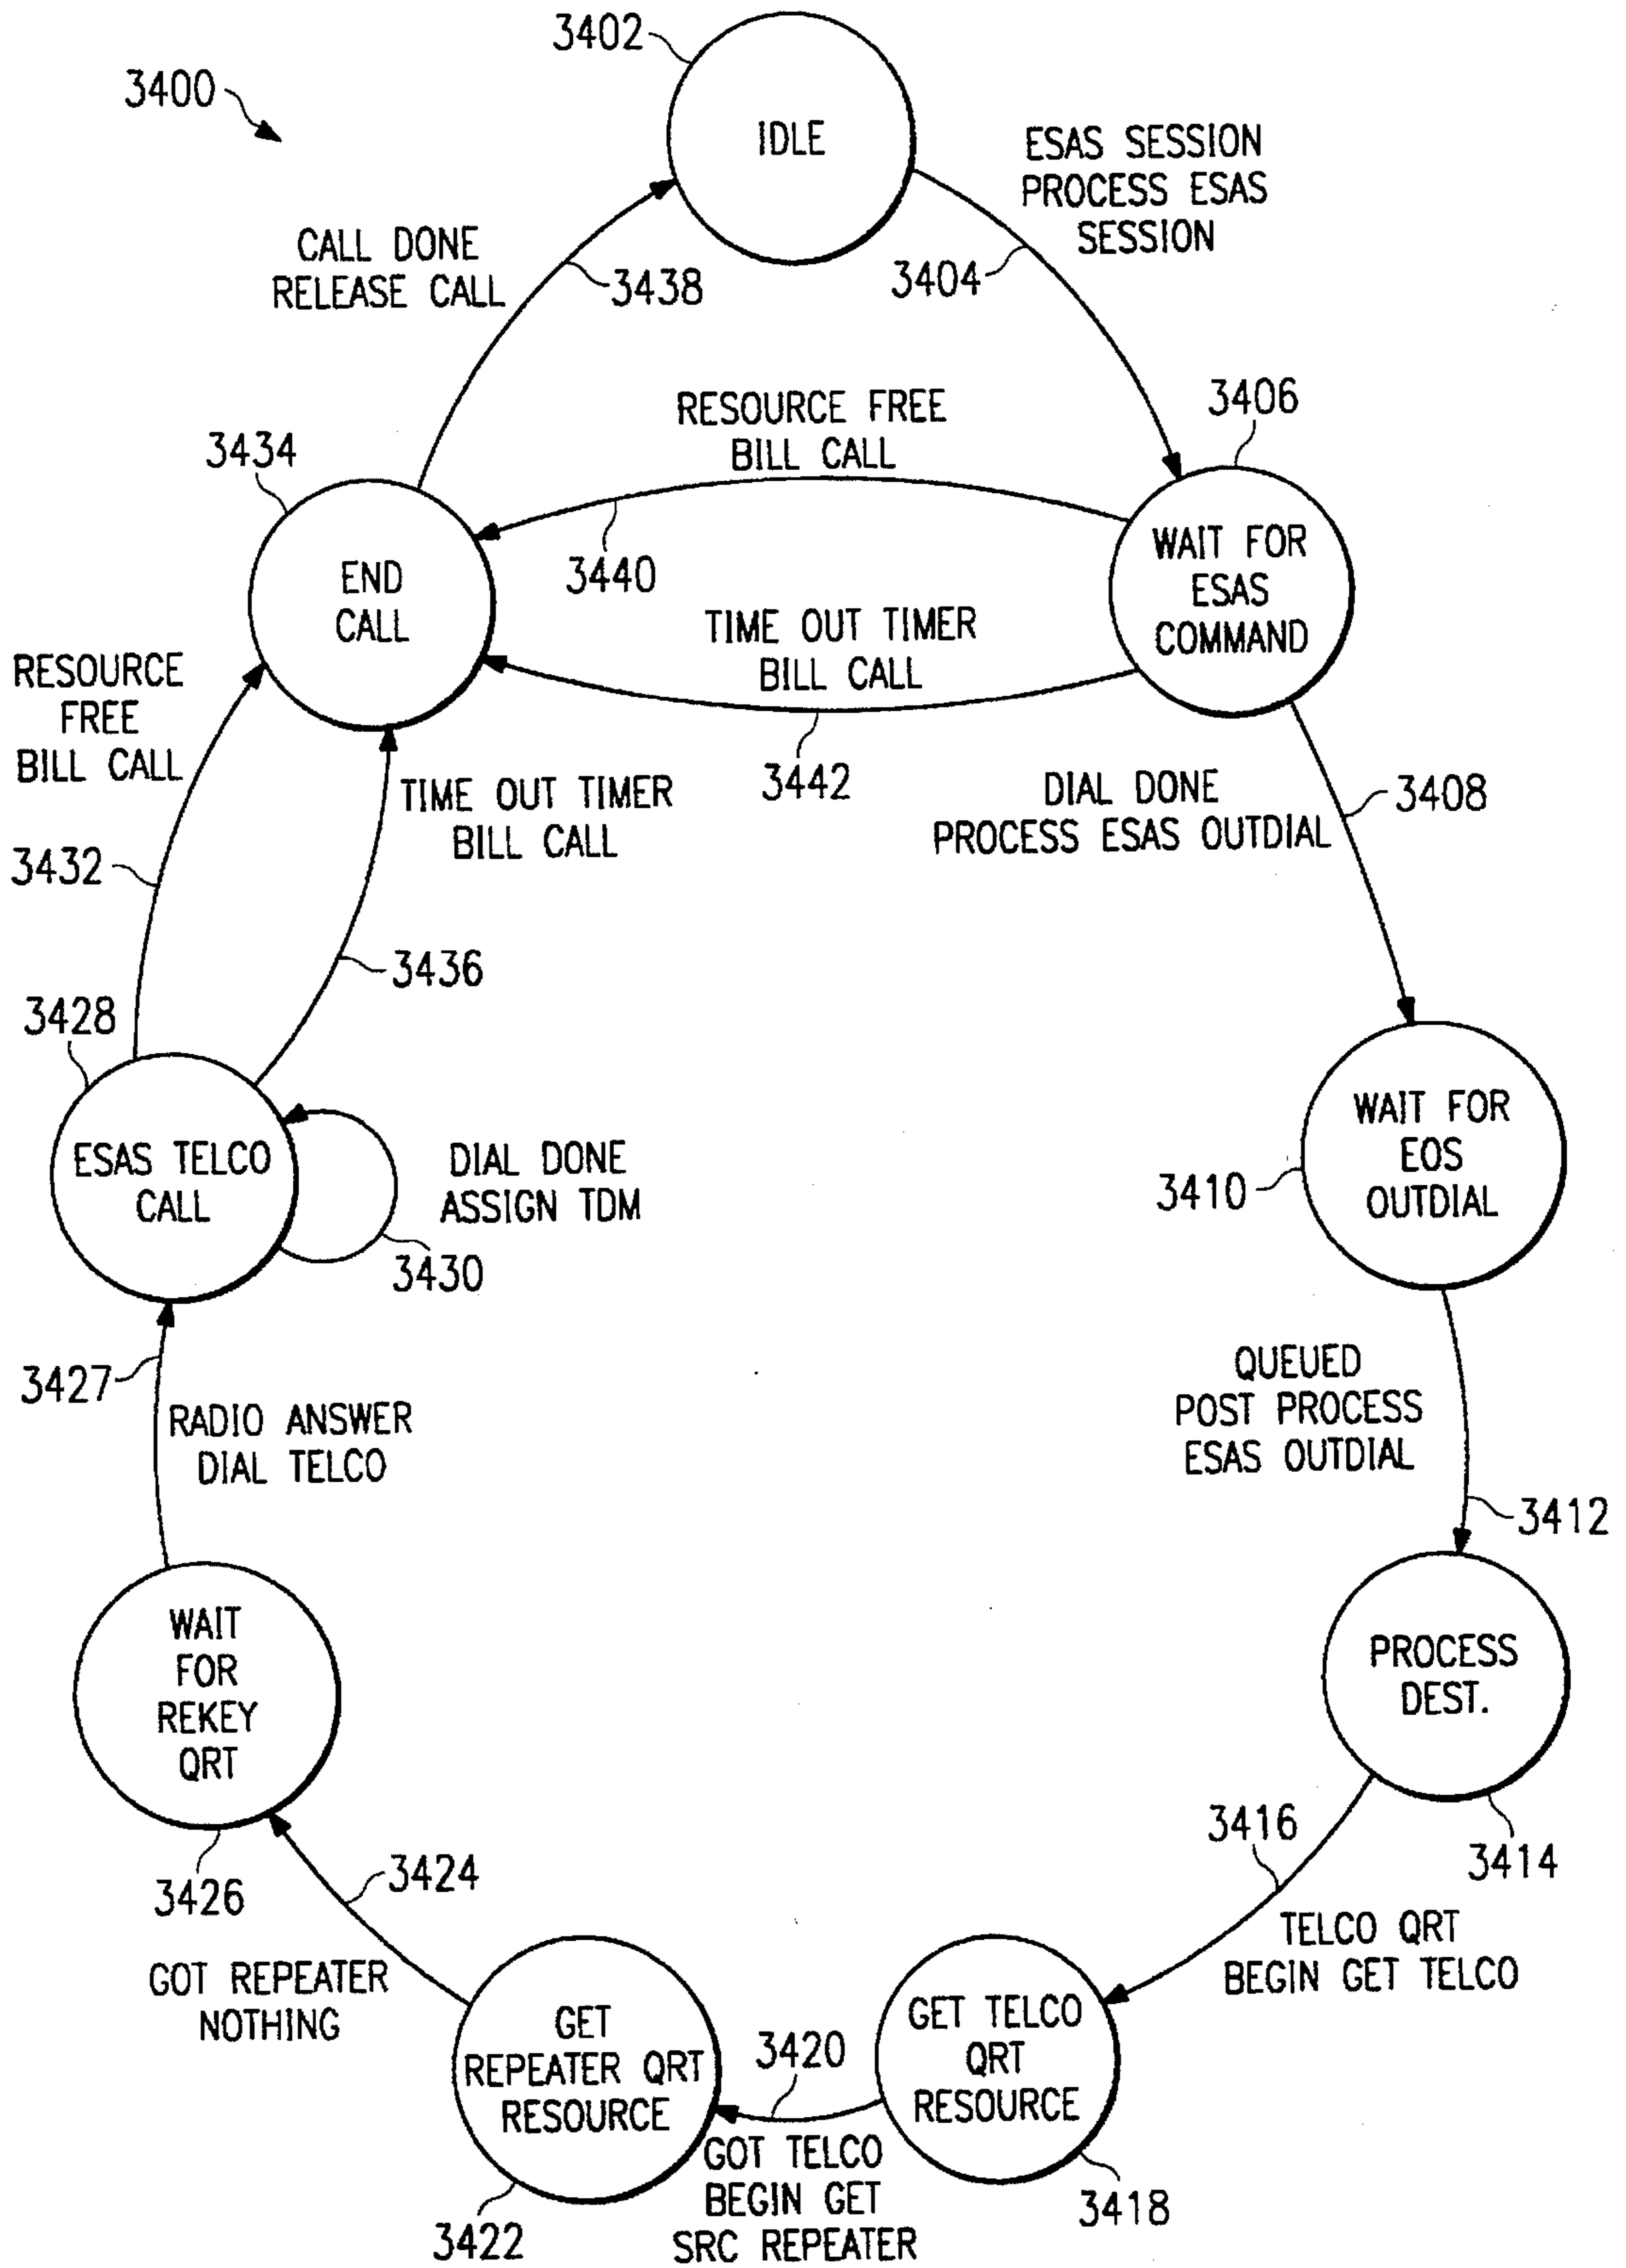 3400
3402
IDLE
ESAS SESSION
PROCESS ESAS
SESSION
3404
CALL DONE
RELEASE CALL
3438
3406
WAIT FOR
ESAS
COMMAND
RESOURCE FREE
BILL CALL
3440
TIME OUT TIMER
BILL CALL
3442
3434
END
CALL
RESOURCE
FREE
BILL CALL
3432
TIME OUT TIMER
BILL CALL
3436
DIAL DONE
PROCESS ESAS OUTDIAL
3408
WAIT FOR
EOS
OUTDIAL
3410
3428
ESAS TELCO
CALL
DIAL DONE
ASSIGN TDM
3430
3427
RADIO ANSWER
DIAL TELCO
QUEUED
POST PROCESS
ESAS OUTDIAL
3412
PROCESS
DEST.
3414
WAIT
FOR
REKEY
QRT
3426
3424
GOT REPEATER
NOTHING
3416
TELCO QRT
BEGIN GET TELCO
GET TELCO
QRT
RESOURCE
3418
3420
GOT TELCO
BEGIN GET
SRC REPEATER
GET
REPEATER QRT
RESOURCE
3422